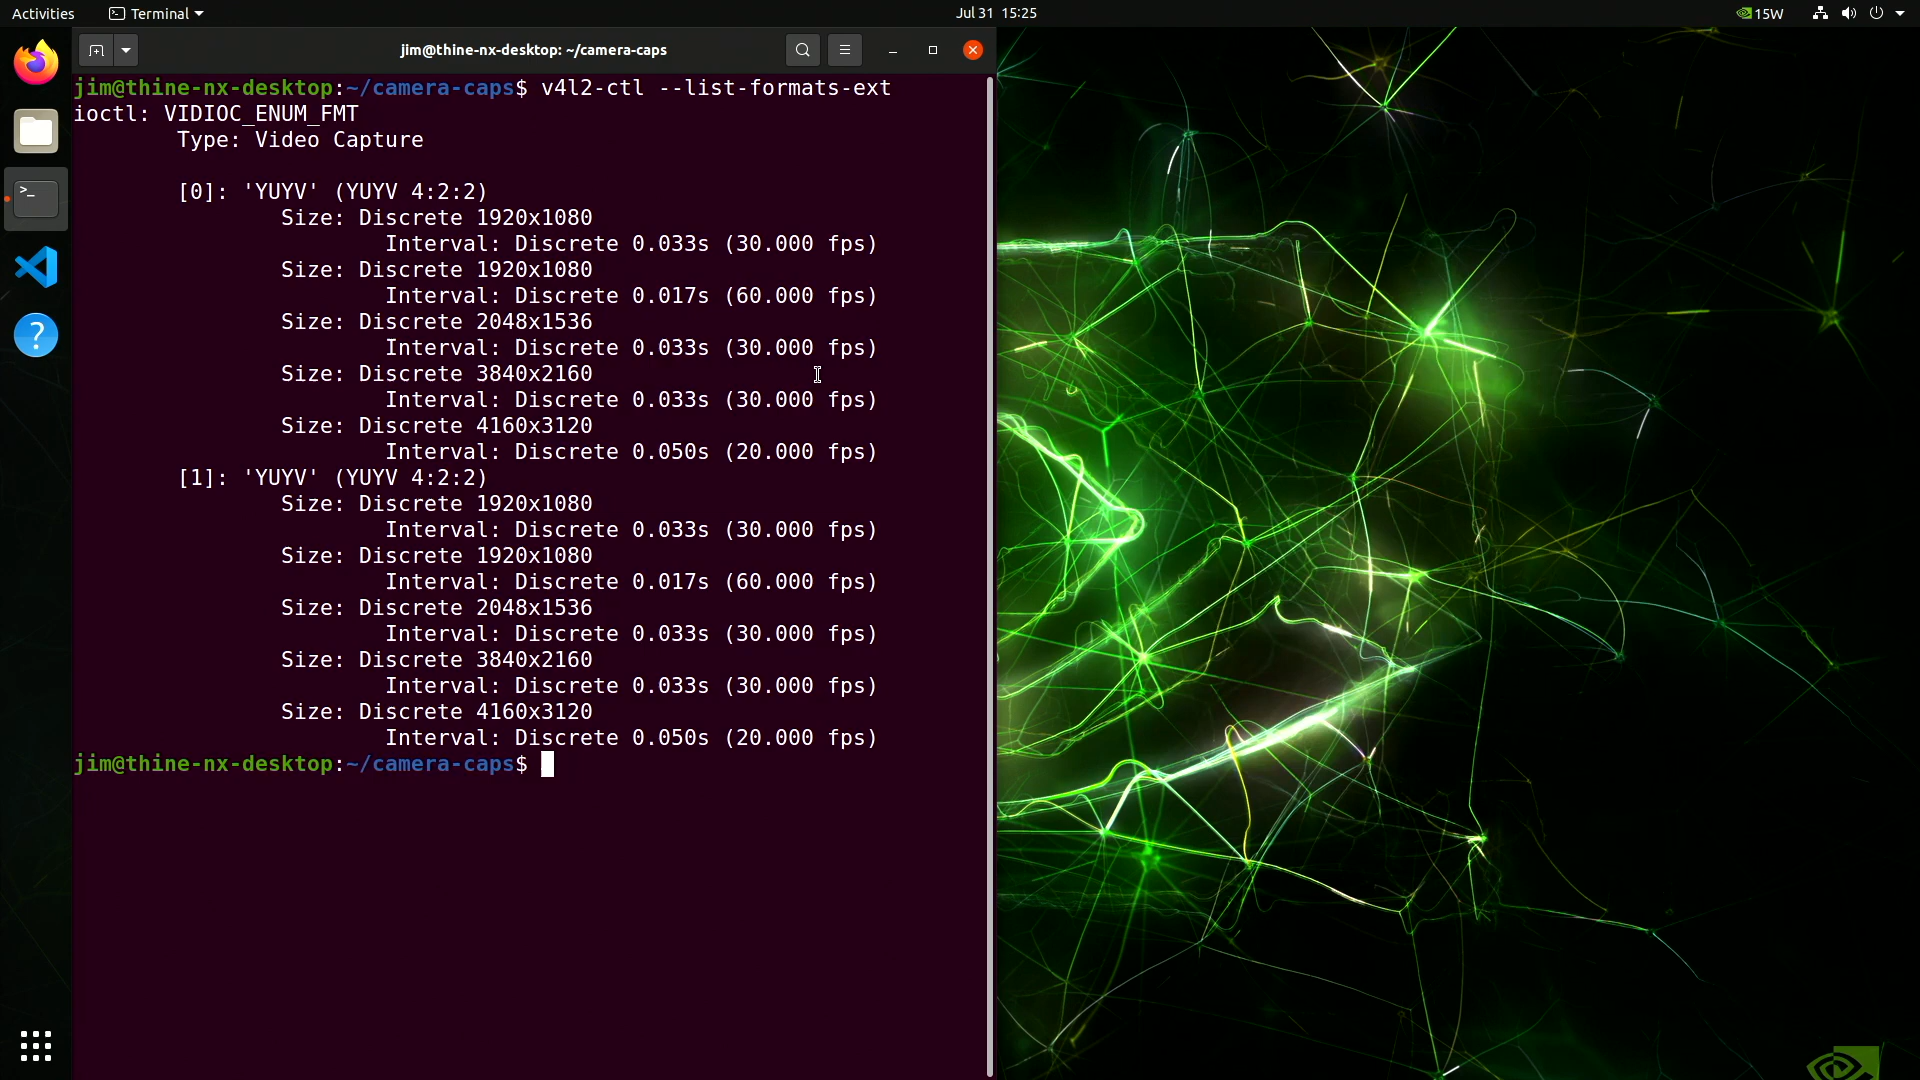 Activities Terminal Jul 31 15:25 15W
jim@thine-nx-desktop: ~/camera-caps
jim@thine-nx-desktop:~/camera-caps$ v4l2-ctl --list-formats-ext
ioctl: VIDIOC_ENUM_FMT
Type: Video Capture
[0]: 'YUYV' (YUYV 4:2:2)
Size: Discrete 1920x1080
Interval: Discrete 0.033s (30.000 fps)
Size: Discrete 1920x1080
Interval: Discrete 0.017s (60.000 fps)
Size: Discrete 2048x1536
Interval: Discrete 0.033s (30.000 fps)
Size: Discrete 3840x2160
Interval: Discrete 0.033s (30.000 fps)
Size: Discrete 4160x3120
Interval: Discrete 0.050s (20.000 fps)
[1]: 'YUYV' (YUYV 4:2:2)
Size: Discrete 1920x1080
Interval: Discrete 0.033s (30.000 fps)
Size: Discrete 1920x1080
Interval: Discrete 0.017s (60.000 fps)
Size: Discrete 2048x1536
Interval: Discrete 0.033s (30.000 fps)
Size: Discrete 3840x2160
Interval: Discrete 0.033s (30.000 fps)
Size: Discrete 4160x3120
Interval: Discrete 0.050s (20.000 fps)
jim@thine-nx-desktop:~/camera-caps$